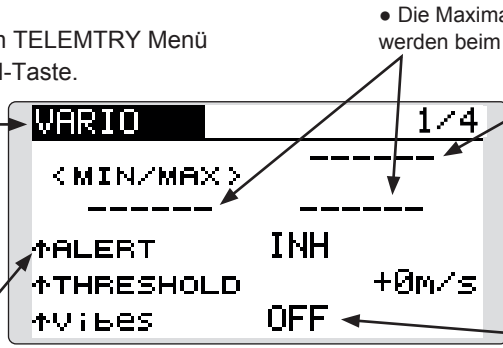 ● Die Maxima
n TELEMTRY Menü
werden beim
-Taste.
VARIO 1/4
------
<MIN/MAX>
------ ------
↑ALERT INH
↑THRESHOLD +0m/s
↑Vibes OFF